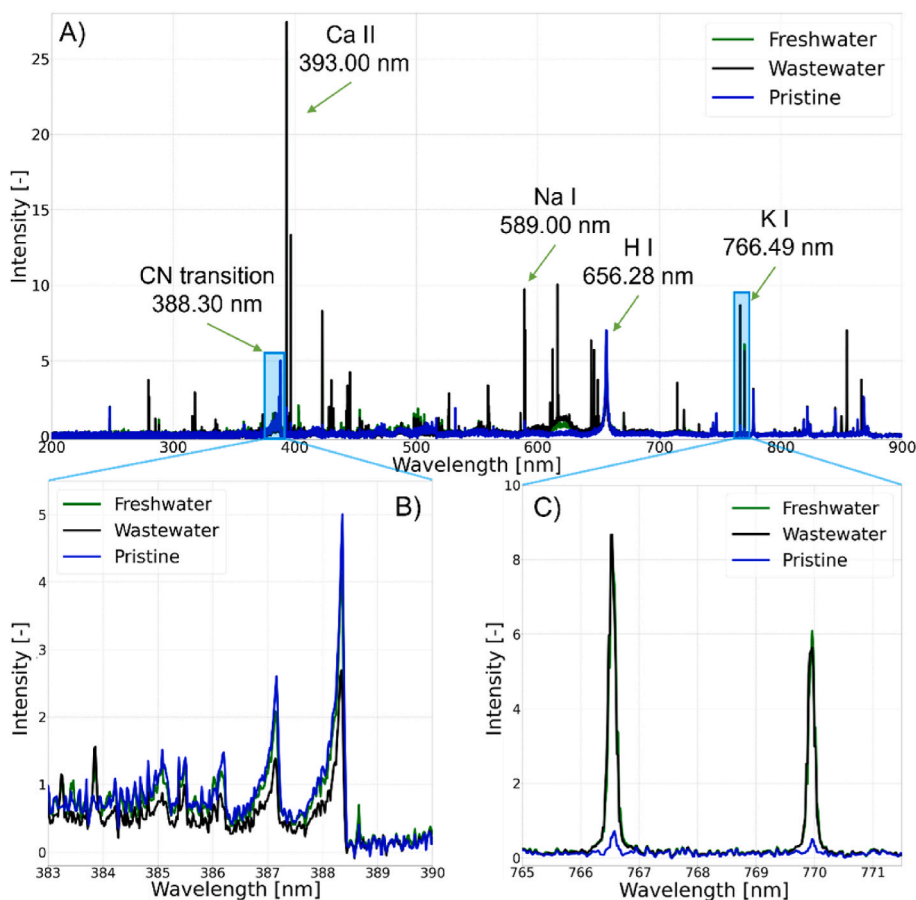 A)
Ca II
393.00 nm
Freshwater
Wastewater
Pristine
Intensity [-]
25
20
15
10
5
0
Na I
589.00 nm
H I
656.28 nm
K I
766.49 nm
CN transition
388.30 nm
200 300 400 500 600 700 800 900
Wavelength [nm]
B)
Freshwater
Wastewater
Pristine
Intensity [-]
5
4
3
2
1
0
383 384 385 386 387 388 389 390
Wavelength [nm]
C)
Freshwater
Wastewater
Pristine
Intensity [-]
10
8
6
4
2
0
765 766 767 768 769 770 771
Wavelength [nm]